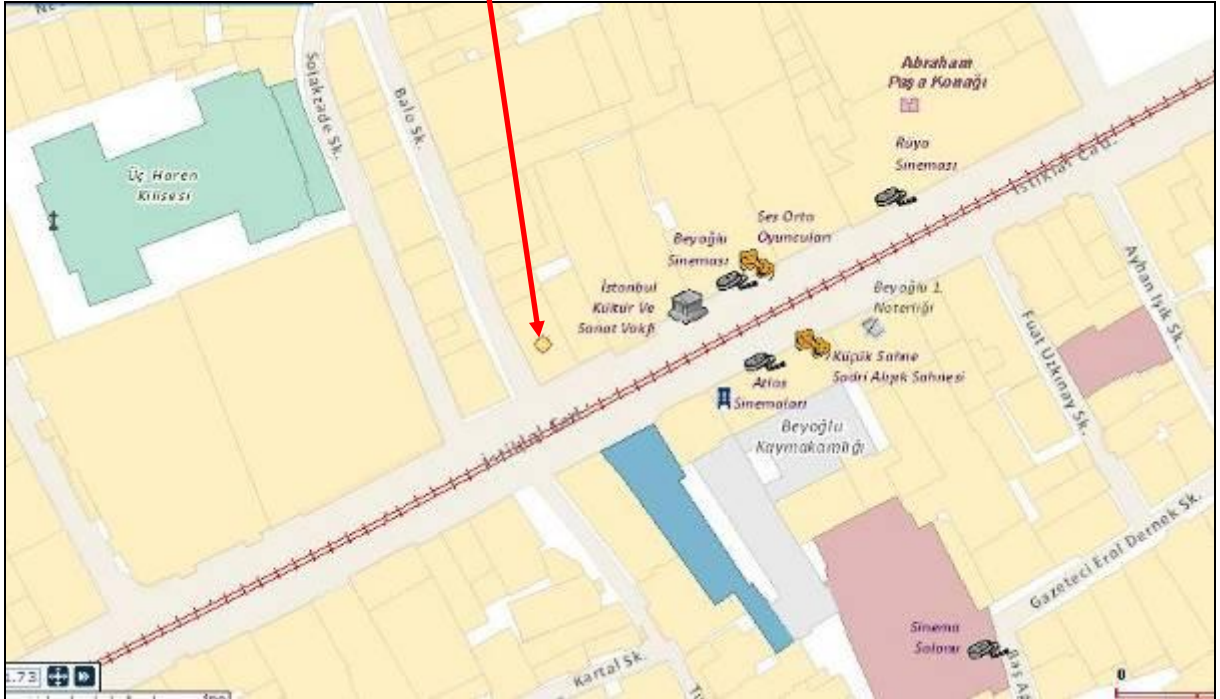 Solakzade Sk.
Balo Sk.
Üç Horen
Kilisesi
Abraham
Paşa Konağı
Rüya
Sineması
İstiklal Cad.
Ses Orta
Oyuncuları
Beyoğlu
Sineması
İstanbul
Kültür Ve
Sanat Vakfı
Beyoğlu 1.
Noterliği
Ayhan Işık Sk.
Fuat Uzkınay Sk.
Küçük Sahne
Sadri Alışık Sahnesi
Atlas
Sinemaları
Beyoğlu
Kaymakamlığı
İstiklal Cad.
Gazeteci Erol Dernek Sk.
Sinema
Salonu
Kartal Sk.
1.73
0